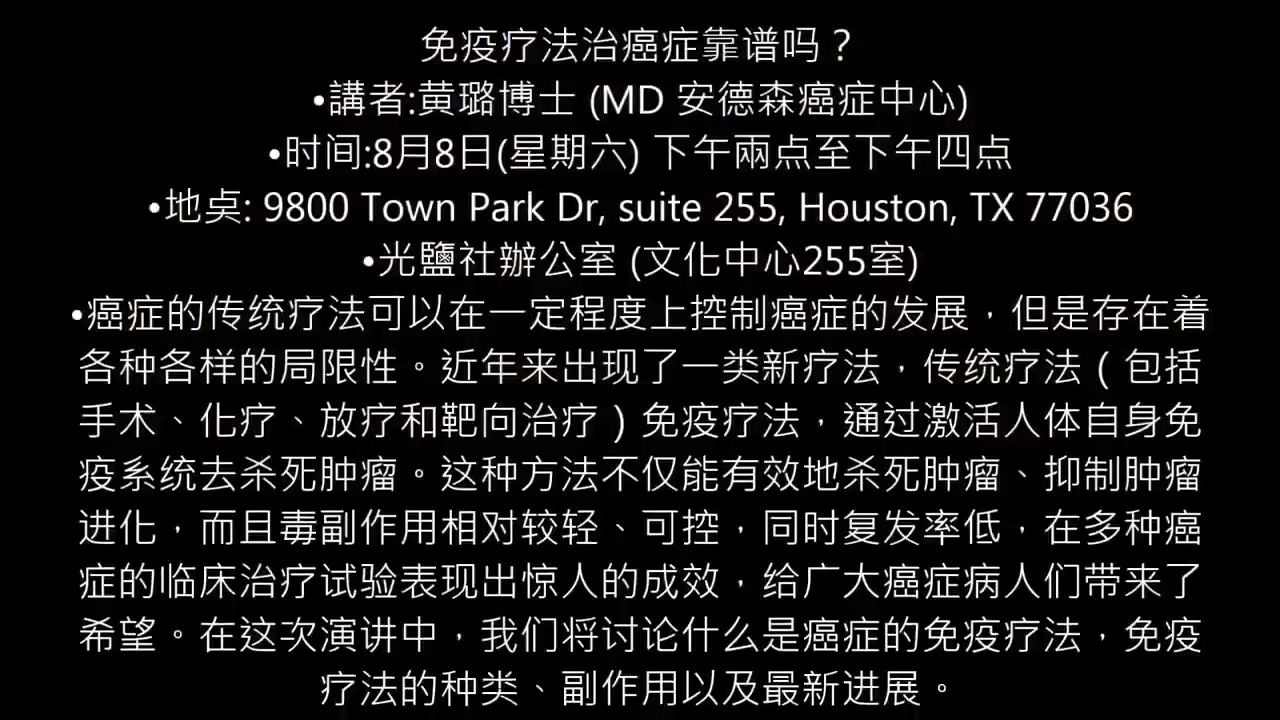 免疫疗法治癌症靠谱吗？
•講者:黄璐博士 (MD 安德森癌症中心)
•时间:8月8日(星期六) 下午兩点至下午四点
•地奌: 9800 Town Park Dr, suite 255, Houston, TX 77036
•光鹽社辦公室 (文化中心255室)
•癌症的传统疗法可以在一定程度上控制癌症的发展，但是存在着
各种各样的局限性。近年来出现了一类新疗法，传统疗法（包括
手术、化疗、放疗和靶向治疗）免疫疗法，通过激活人体自身免
疫系统去杀死肿瘤。这种方法不仅能有效地杀死肿瘤、抑制肿瘤
进化，而且毒副作用相对较轻、可控，同时复发率低，在多种癌
症的临床治疗试验表现出惊人的成效，给广大癌症病人们带来了
希望。在这次演讲中，我们将讨论什么是癌症的免疫疗法，免疫
疗法的种类、副作用以及最新进展。